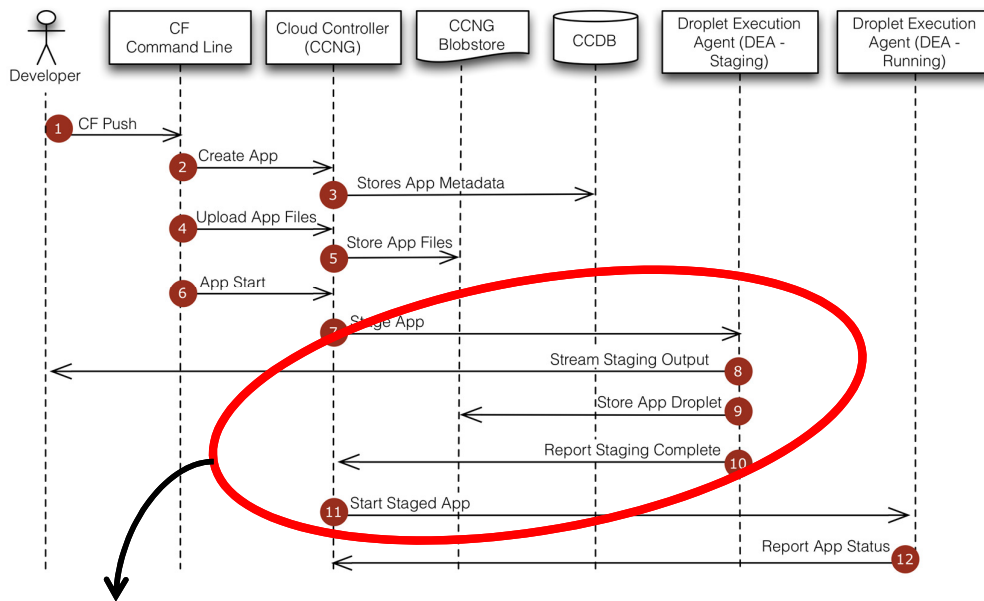 Developer
CF
Command Line
Cloud Controller
(CCNG)
CCNG
Blobstore
CCDB
Droplet Execution
Agent (DEA -
Staging)
Droplet Execution
Agent (DEA -
Running)
1 CF Push
2 Create App
3 Stores App Metadata
4 Upload App Files
5 Store App Files
6 App Start
7 Stage App
Stream Staging Output 8
Store App Droplet 9
Report Staging Complete 10
11 Start Staged App
Report App Status 12